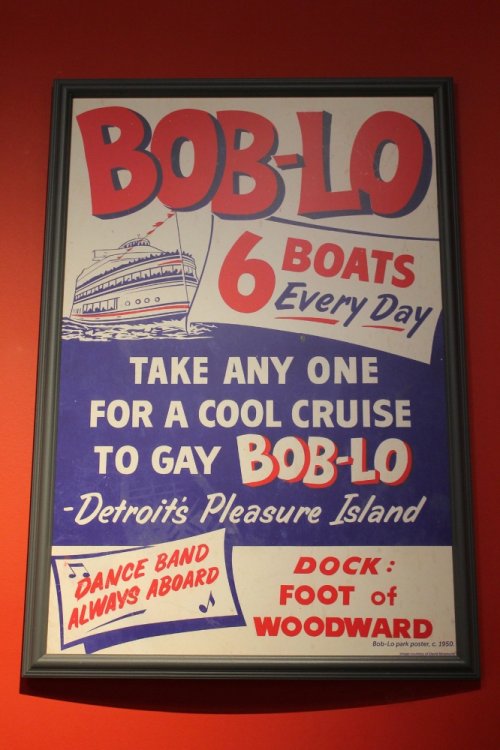 BOB-LO
6 BOATS
Every Day
TAKE ANY ONE
FOR A COOL CRUISE
TO GAY BOB-LO
-Detroit's Pleasure Island
DANCE BAND
ALWAYS ABOARD
DOCK:
FOOT of
WOODWARD
Bob-Lo park poster, c. 1950.